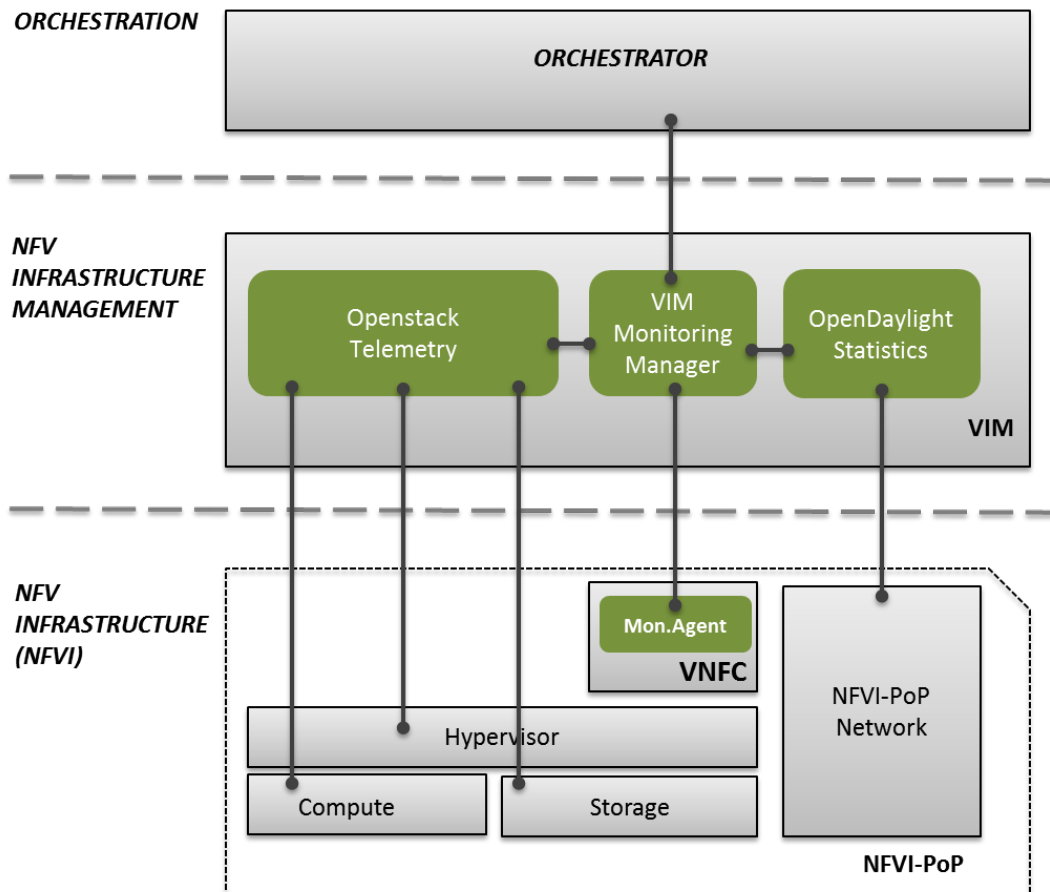 ORCHESTRATION
ORCHESTRATOR
NFV
INFRASTRUCTURE
MANAGEMENT
Openstack
Telemetry
VIM
Monitoring
Manager
OpenDaylight
Statistics
VIM
NFV
INFRASTRUCTURE
(NFVI)
Mon.Agent
VNFC
NFVI-PoP
Network
Hypervisor
Compute
Storage
NFVI-PoP